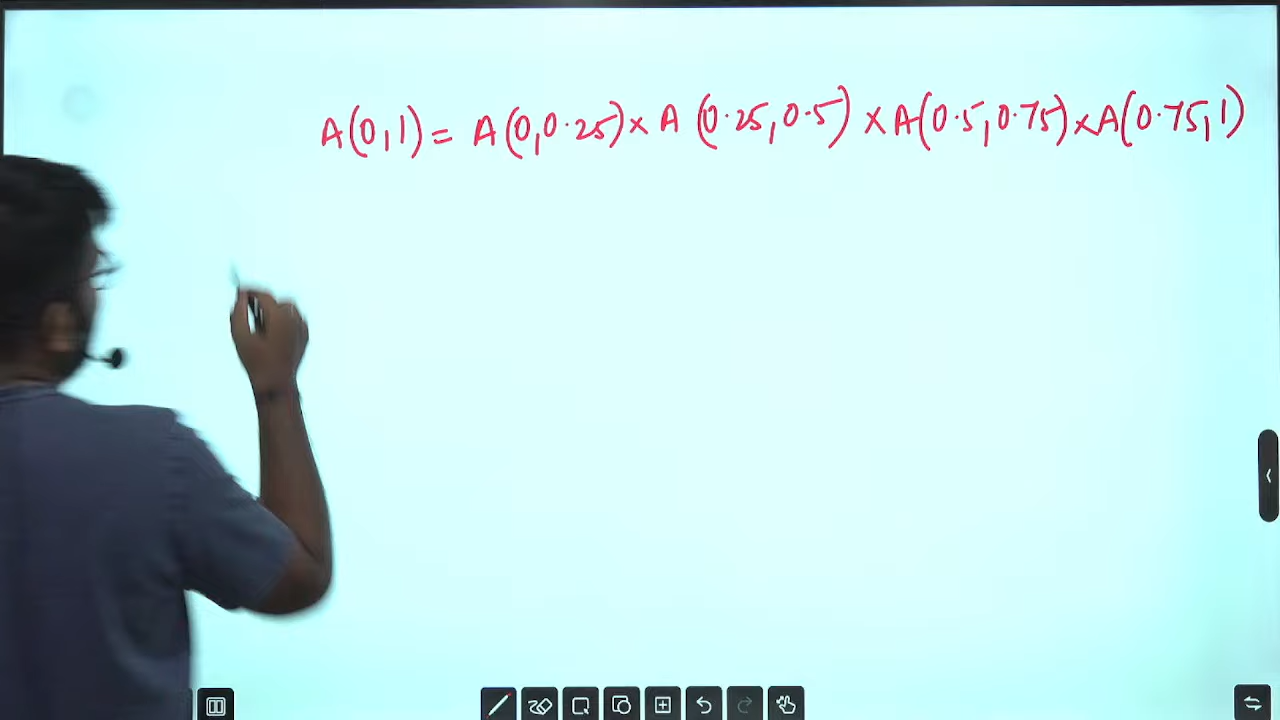 A(0,1) = A(0,0.25) × A(0.25,0.5) × A(0.5,0.75) × A(0.75,1)